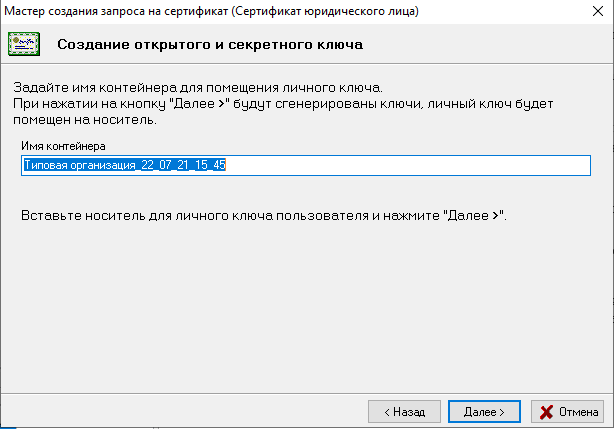 Мастер создания запроса на сертификат (Сертификат юридического лица)
Создание открытого и секретного ключа
Задайте имя контейнера для помещения личного ключа.
При нажатии на кнопку "Далее >" будут сгенерированы ключи, личный ключ будет
помещен на носитель.
Имя контейнера
Типовая организация_22_07_21_15_45
Вставьте носитель для личного ключа пользователя и нажмите "Далее >".
< Назад
Далее >
Отмена